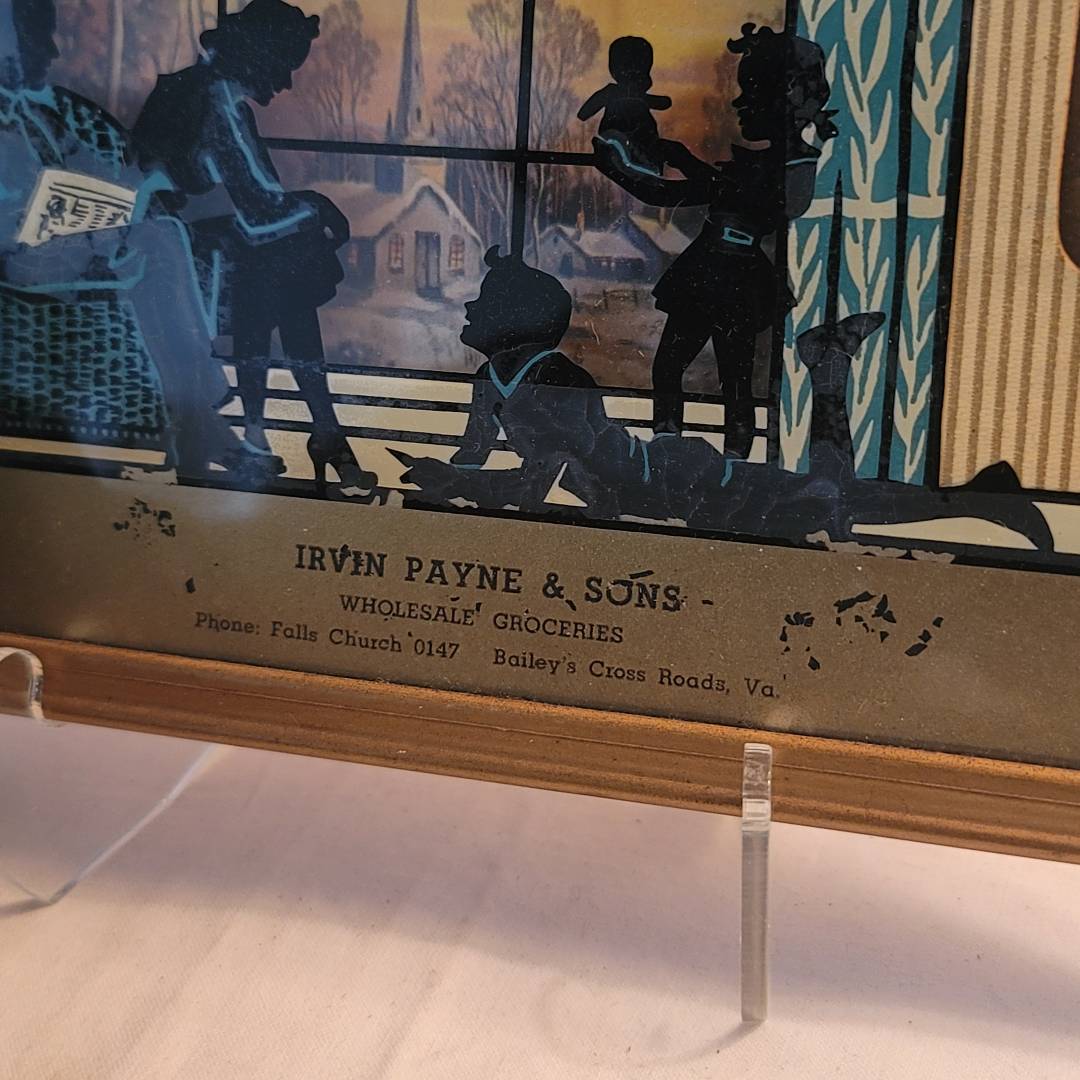 IRVIN PAYNE & SONS -
WHOLESALE GROCERIES
Phone: Falls Church 0147 Bailey's Cross Roads, Va.